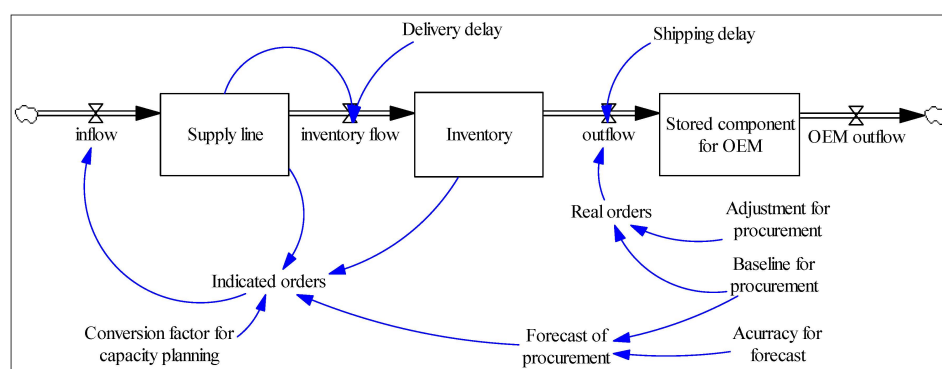 Delivery delay
Shipping delay
inflow
Supply line
inventory flow
Inventory
outflow
Stored component
for OEM
OEM outflow
Real orders
Adjustment for
procurement
Indicated orders
Baseline for
procurement
Conversion factor for
capacity planning
Forecast of
procurement
Acurracy for
forecast